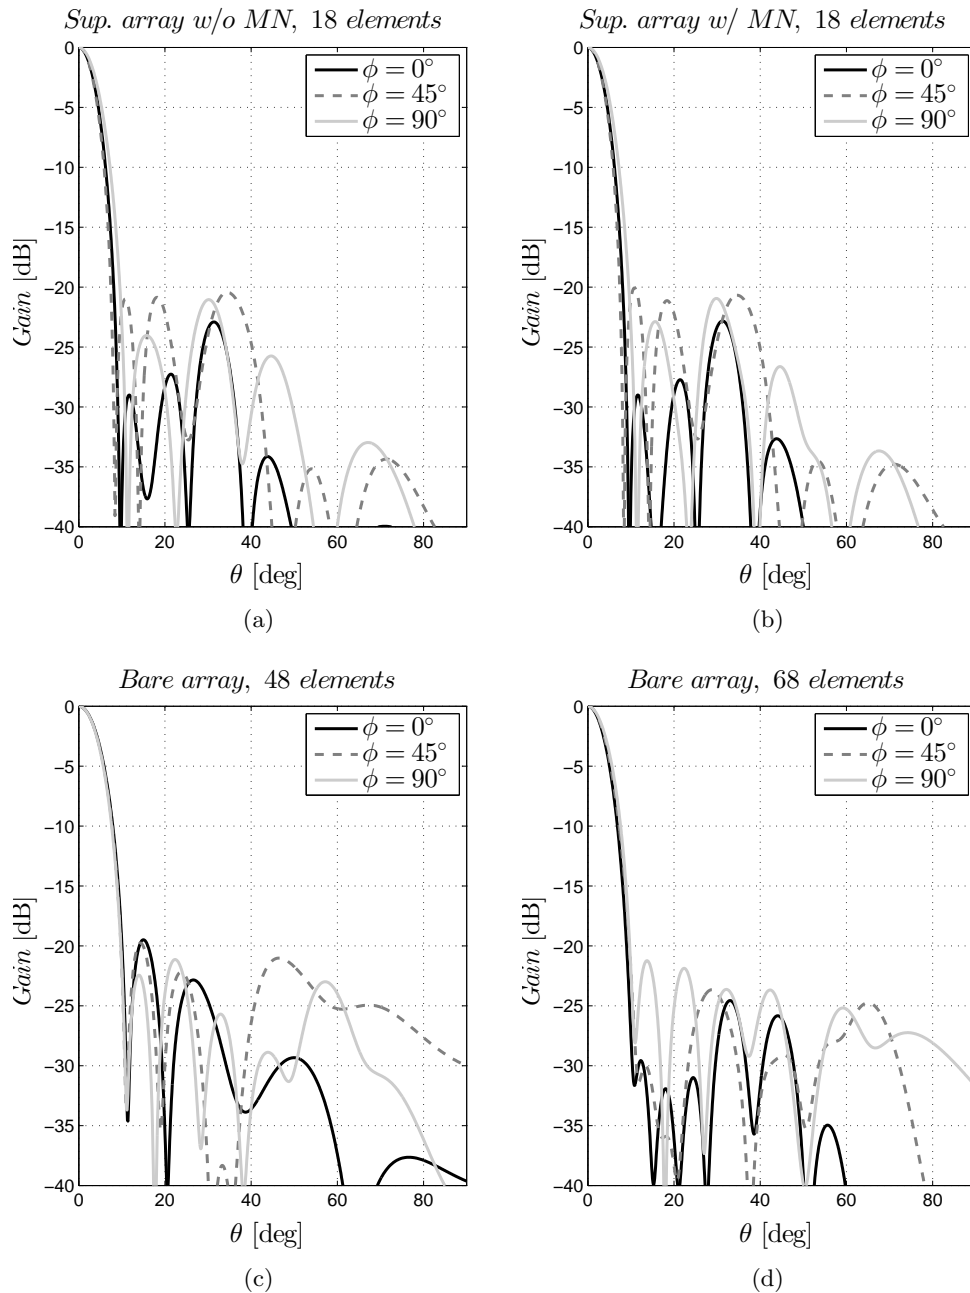 Sup. array w/o MN, 18 elements
Gain [dB]
0
−5
−10
−15
−20
−25
−30
−35
−40
ϕ = 0°
ϕ = 45°
ϕ = 90°
0 20 40 60 80
θ [deg]
(a)
Sup. array w/ MN, 18 elements
Gain [dB]
0
−5
−10
−15
−20
−25
−30
−35
−40
ϕ = 0°
ϕ = 45°
ϕ = 90°
0 20 40 60 80
θ [deg]
(b)
Bare array, 48 elements
Gain [dB]
0
−5
−10
−15
−20
−25
−30
−35
−40
ϕ = 0°
ϕ = 45°
ϕ = 90°
0 20 40 60 80
θ [deg]
(c)
Bare array, 68 elements
Gain [dB]
0
−5
−10
−15
−20
−25
−30
−35
−40
ϕ = 0°
ϕ = 45°
ϕ = 90°
0 20 40 60 80
θ [deg]
(d)